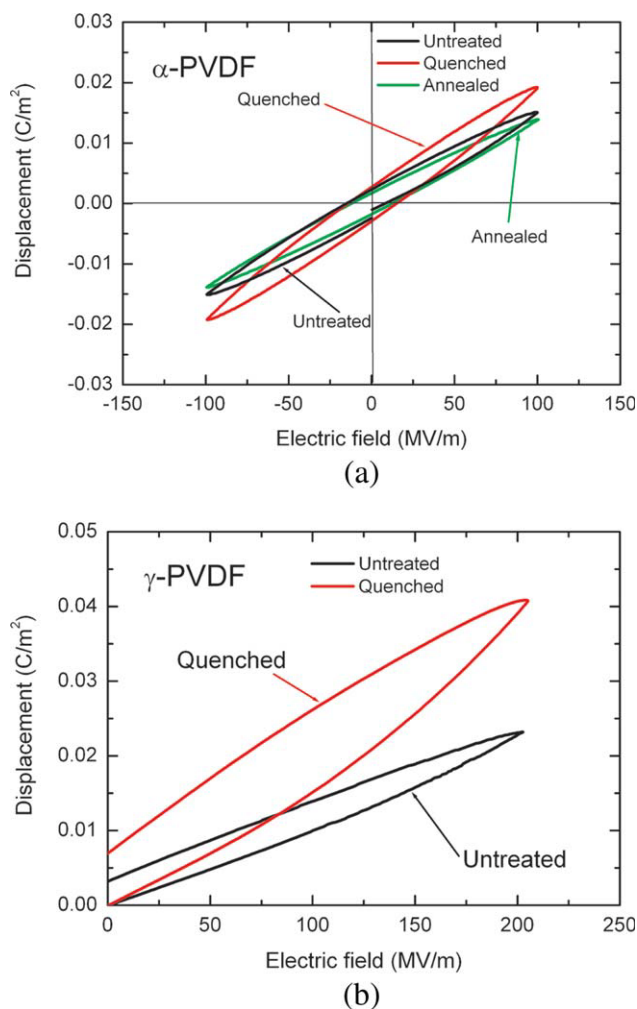 α-PVDF
Untreated
Quenched
Annealed
Quenched
Annealed
Untreated
Displacement (C/m²)
0.03
0.02
0.01
0.00
-0.01
-0.02
-0.03
-150 -100 -50 0 50 100 150
Electric field (MV/m)
(a)
γ-PVDF
Untreated
Quenched
Quenched
Untreated
Displacement (C/m²)
0.05
0.04
0.03
0.02
0.01
0.00
0 50 100 150 200 250
Electric field (MV/m)
(b)